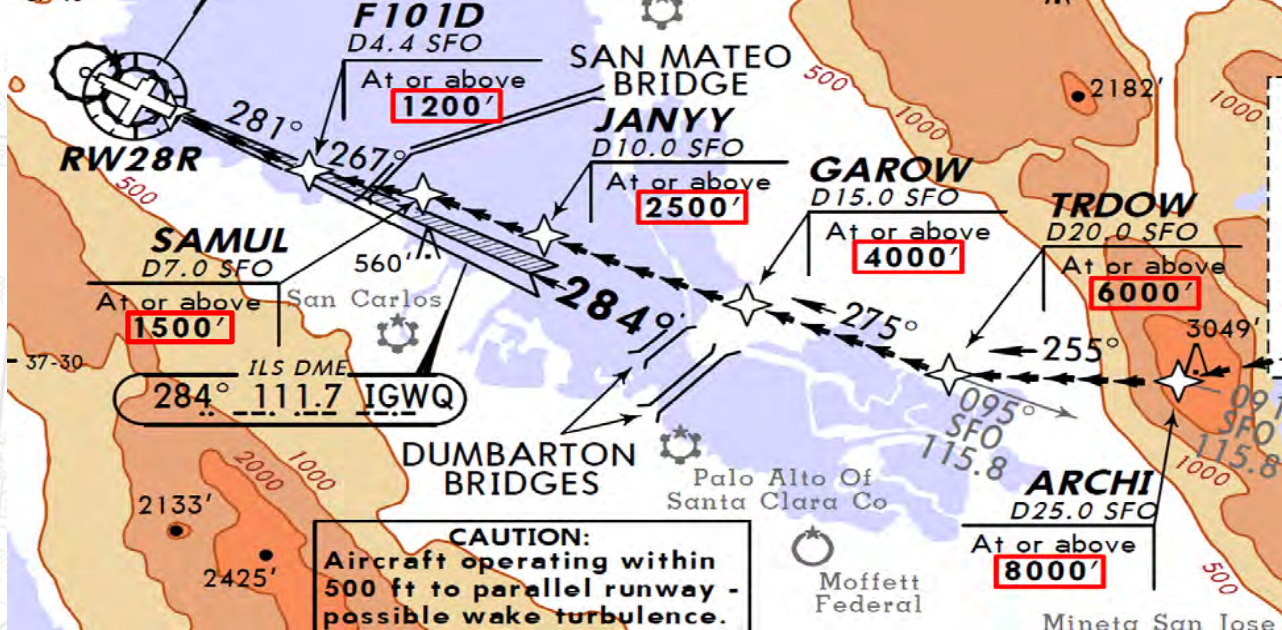 F101D
D4.4 SFO
At or above
1200'
SAN MATEO
BRIDGE
JANYY
D10.0 SFO
At or above
2500'
GAROW
D15.0 SFO
At or above
4000'
TRDOW
D20.0 SFO
At or above
6000'
2182'
500
1000
1000
281°
267°
RW28R
500
SAMUL
D7.0 SFO
At or above
1500'
560'
San Carlos
284°
275°
255°
3049'
37-30
ILS DME
284° 111.7 IGWQ
095°
SFO
115.8
091
SFO
115.8
1000
DUMBARTON
BRIDGES
Palo Alto Of
Santa Clara Co
ARCHI
D25.0 SFO
At or above
8000'
2000
1000
2133'
2425'
CAUTION:
Aircraft operating within
500 ft to parallel runway -
possible wake turbulence.
Moffett
Federal
500
Mineta San Jose